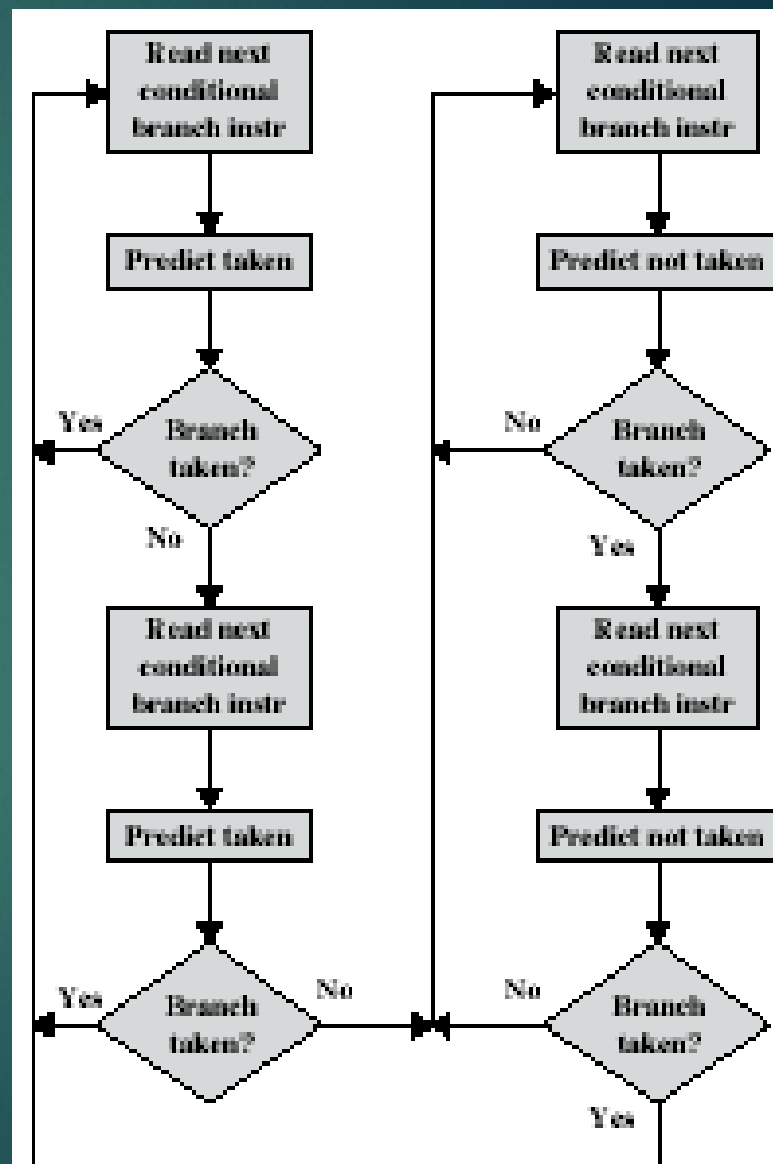 Read next
conditional
branch instr
Predict taken
Yes
Branch
taken?
No
Read next
conditional
branch instr
Predict taken
Yes
Branch
taken?
No
Read next
conditional
branch instr
Predict not taken
No
Branch
taken?
Yes
Read next
conditional
branch instr
Predict not taken
No
Branch
taken?
Yes